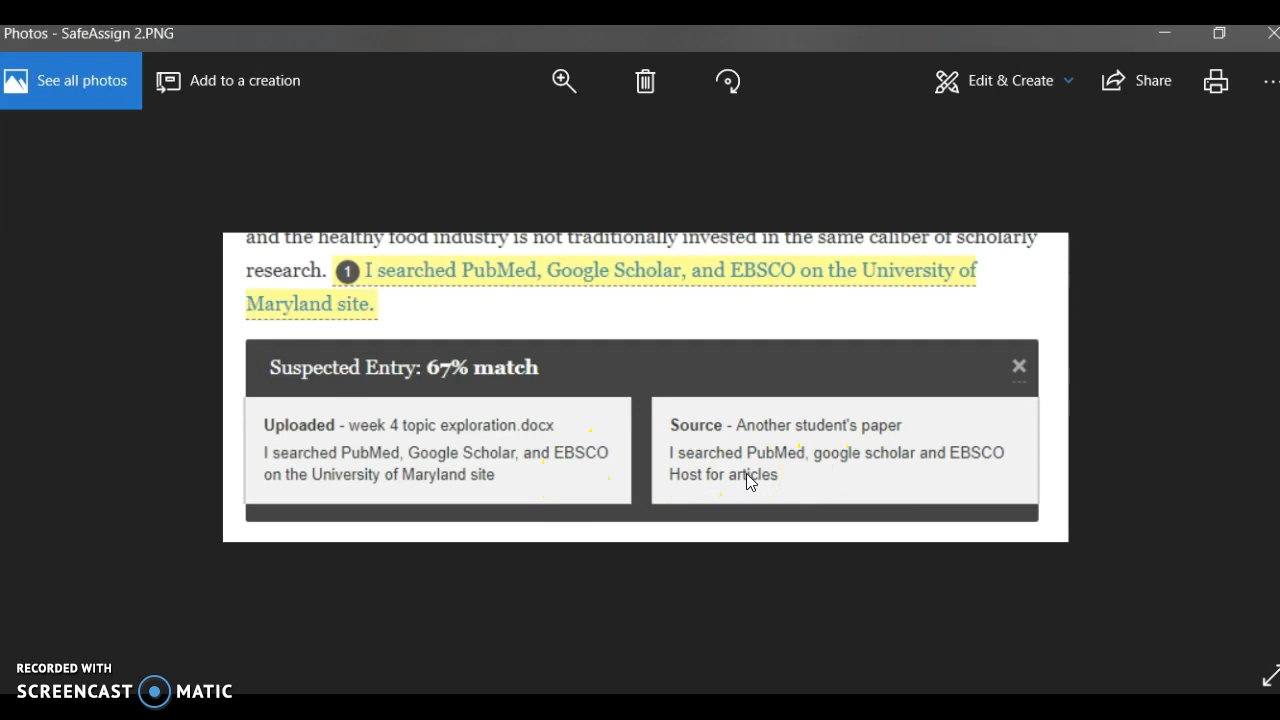 Photos - SafeAssign 2.PNG
See all photos
Add to a creation
Edit & Create
Share
and the healthy food industry is not traditionally invested in the same caliber of scholarly
research. 1 I searched PubMed, Google Scholar, and EBSCO on the University of
Maryland site.
Suspected Entry: 67% match
Uploaded - week 4 topic exploration.docx
I searched PubMed, Google Scholar, and EBSCO
on the University of Maryland site
Source - Another student's paper
I searched PubMed, google scholar and EBSCO
Host for articles
RECORDED WITH
SCREENCAST MATIC